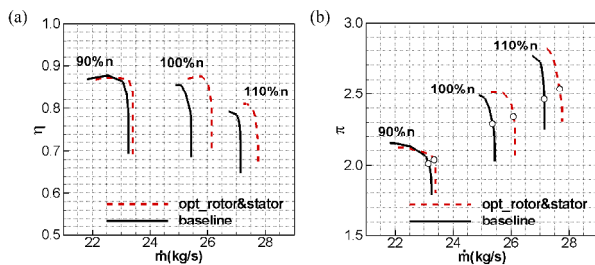 (a)
η
1.0
0.9
0.8
0.7
0.6
0.5
90%n
100%n
110%n
opt_rotor&stator
baseline
22
24
26
28
ṁ(kg/s)
(b)
π
3.0
2.5
2.0
1.5
90%n
100%n
110%n
opt_rotor&stator
baseline
22
24
26
28
ṁ(kg/s)